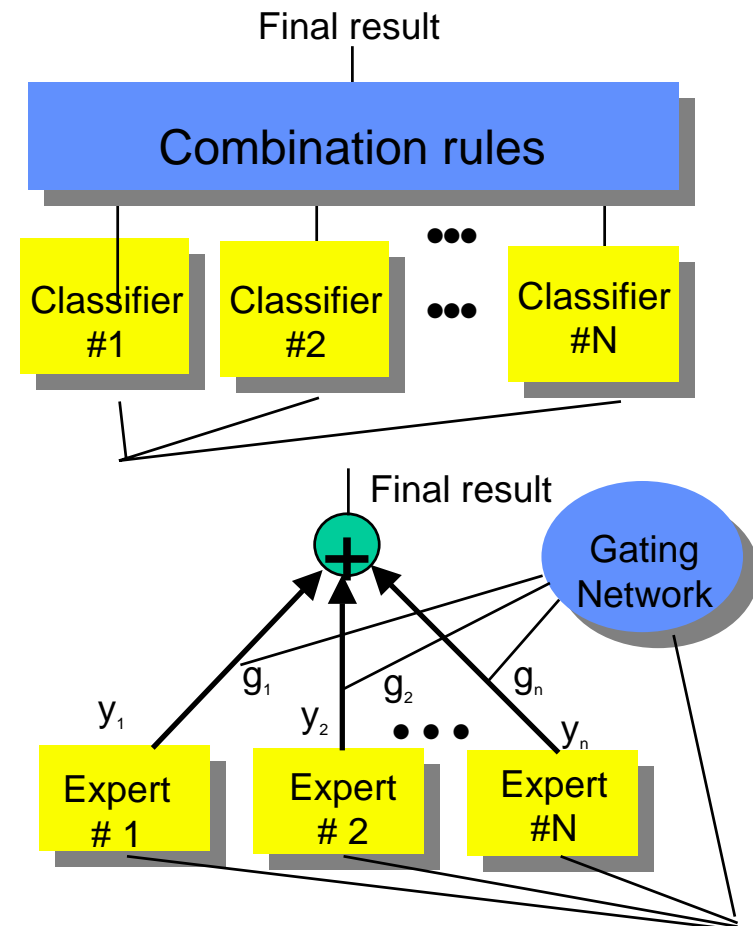 Final result
Combination rules
•••
Classifier
#1
Classifier
#2
•••
Classifier
#N
Final result
+
Gating
Network
g₁
g₂
gₙ
y₁
y₂
• • •
yₙ
Expert
# 1
Expert
# 2
Expert
#N